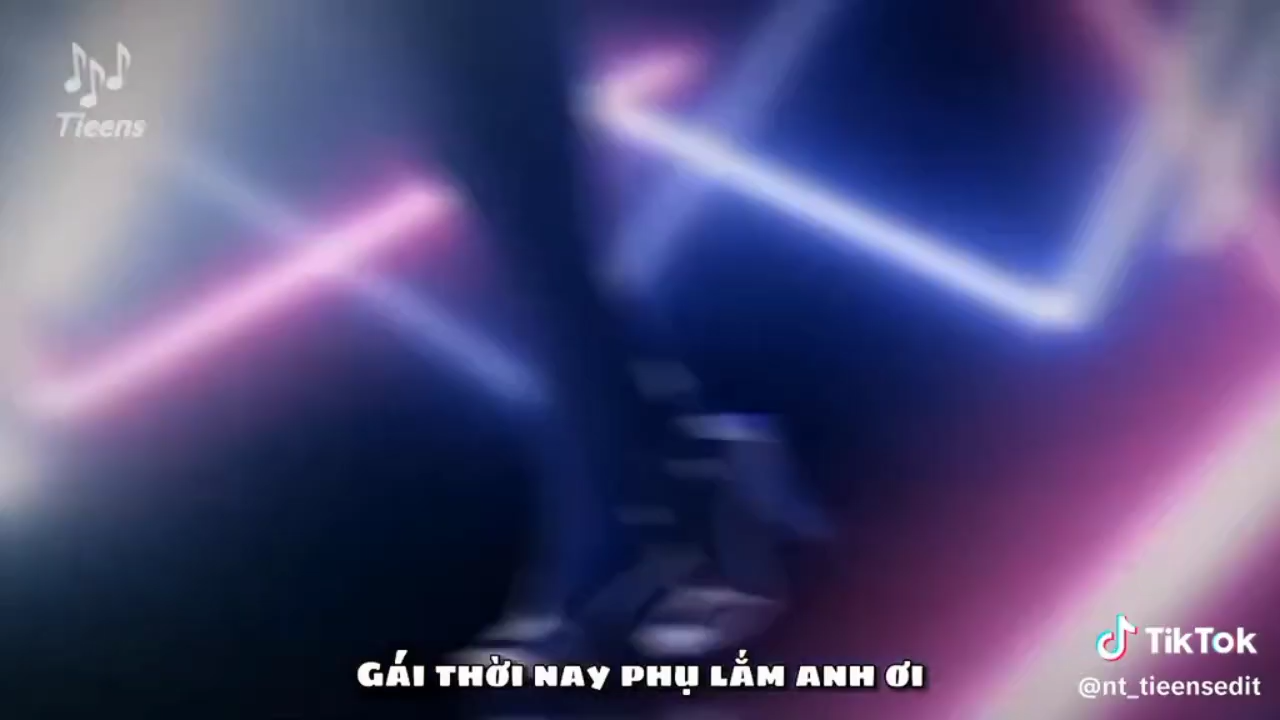 Tieens
Gái thời nay phụ lắm anh ơi
TikTok
@nt_tieensedit